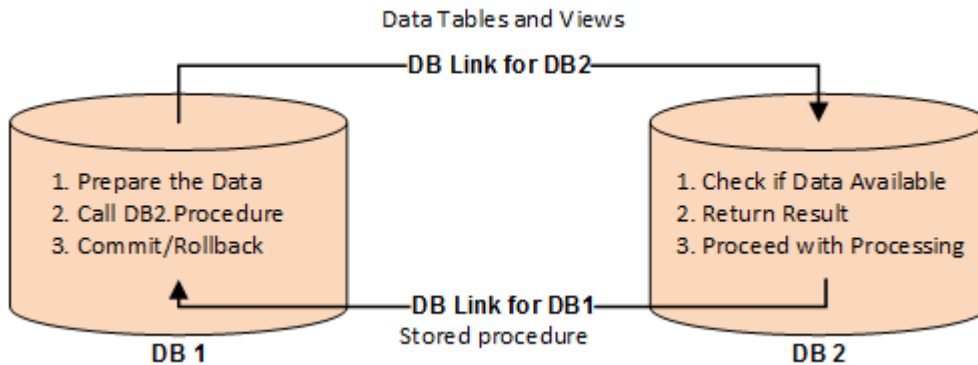 Data Tables and Views
DB Link for DB2
1. Prepare the Data
2. Call DB2.Procedure
3. Commit/Rollback
1. Check if Data Available
2. Return Result
3. Proceed with Processing
DB Link for DB1
Stored procedure
DB 1
DB 2